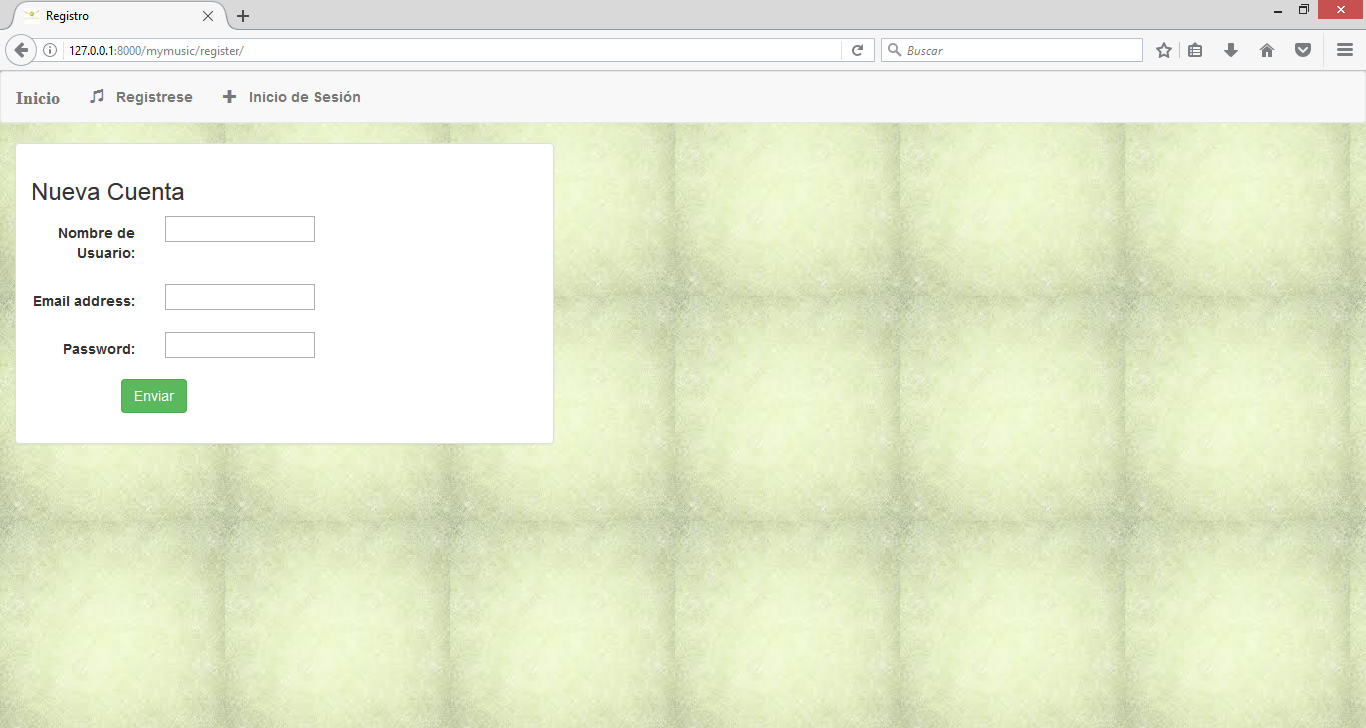 Registro
127.0.0.1:8000/mymusic/register/
Buscar
Inicio Registrese Inicio de Sesión
Nueva Cuenta
Nombre de
Usuario:
Email address:
Password:
Enviar